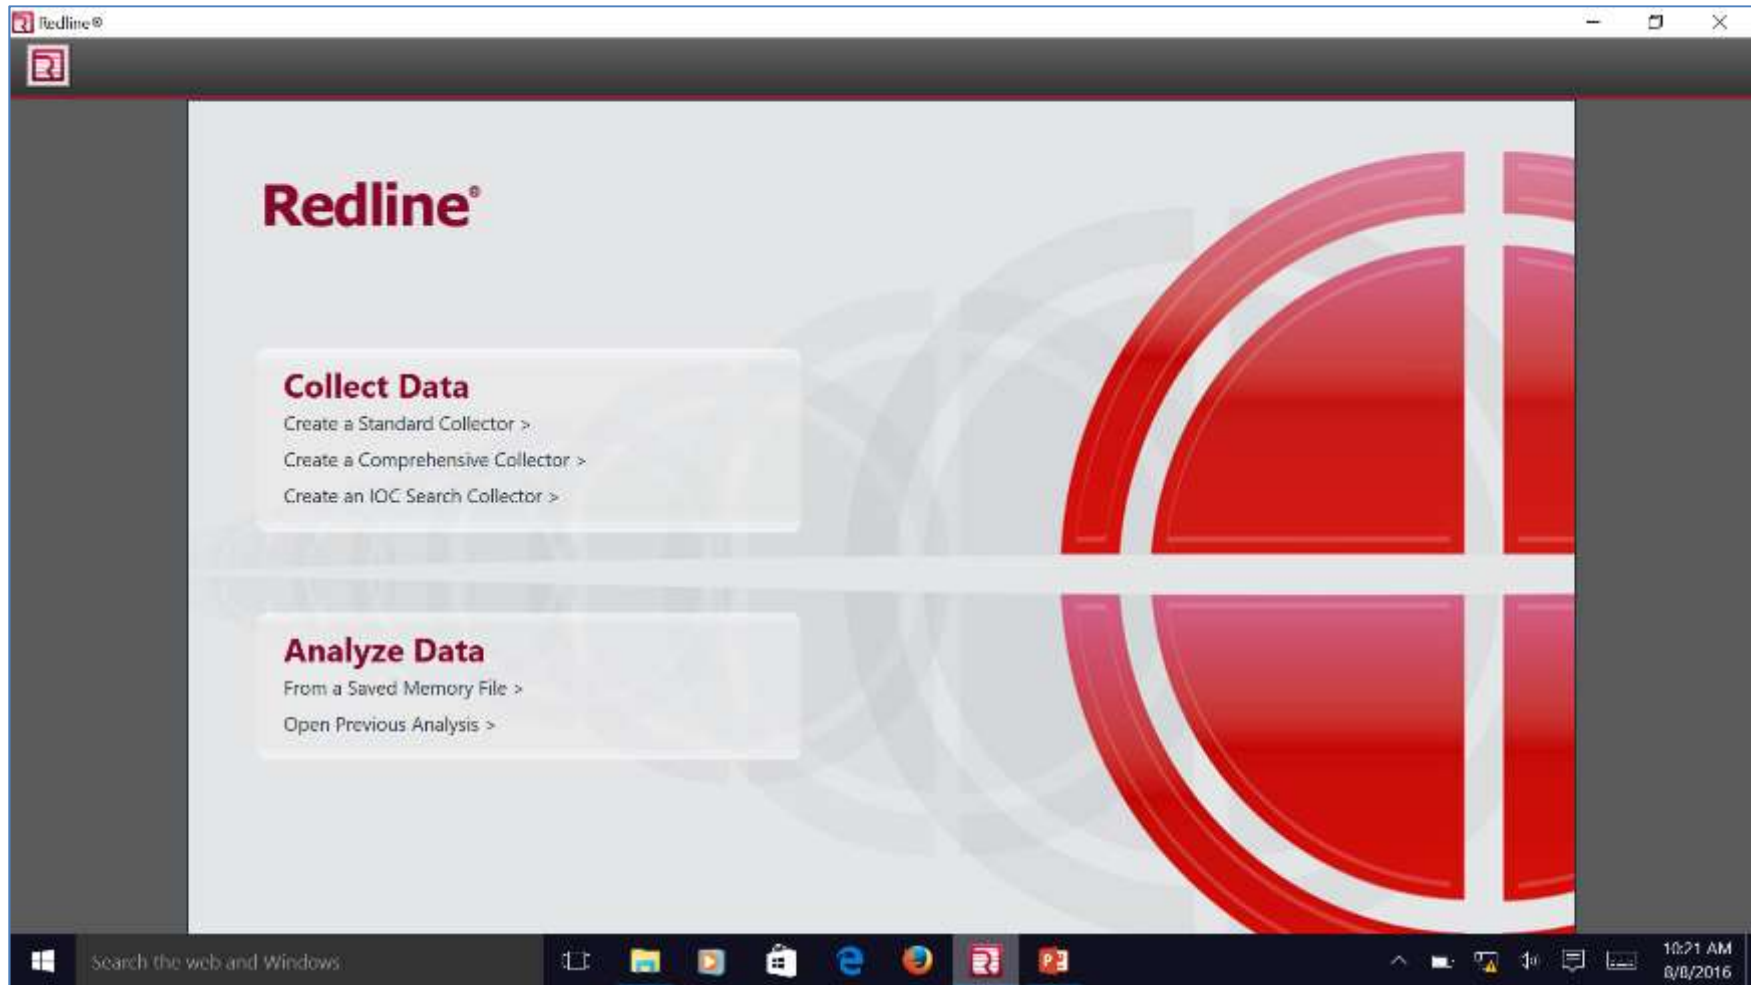 Redline®
Redline®
Collect Data
Create a Standard Collector >
Create a Comprehensive Collector >
Create an IOC Search Collector >
Analyze Data
From a Saved Memory File >
Open Previous Analysis >
Search the web and Windows
10:21 AM
8/8/2016